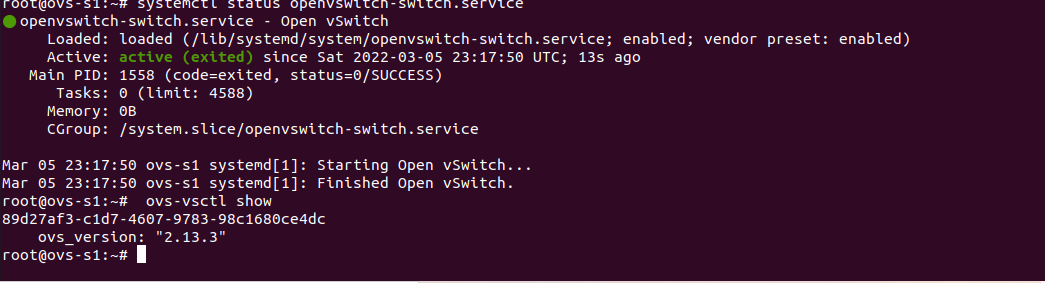 root@ovs-s1:~# systemctl status openvswitch-switch.service
openvswitch-switch.service - Open vSwitch
Loaded: loaded (/lib/systemd/system/openvswitch-switch.service; enabled; vendor preset: enabled)
Active: active (exited) since Sat 2022-03-05 23:17:50 UTC; 13s ago
Main PID: 1558 (code=exited, status=0/SUCCESS)
Tasks: 0 (limit: 4588)
Memory: 0B
CGroup: /system.slice/openvswitch-switch.service
Mar 05 23:17:50 ovs-s1 systemd[1]: Starting Open vSwitch...
Mar 05 23:17:50 ovs-s1 systemd[1]: Finished Open vSwitch.
root@ovs-s1:~#  ovs-vsctl show
89d27af3-c1d7-4607-9783-98c1680ce4dc
ovs_version: "2.13.3"
root@ovs-s1:~#